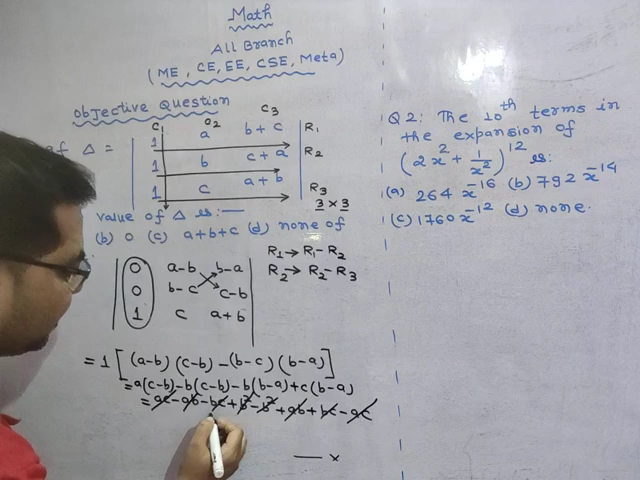 Math
All Branch
(ME, CE, EE, CSE, Meta)
Objective Question
C₁ C₂ C₃
If Δ = | 1 a b+c | R₁
| 1 b c+a | R₂
| 1 c a+b | R₃
3×3
value of Δ is:—
(b) 0 (c) a+b+c (d) none of
| 0 a-b b-a | R₁→R₁-R₂
| 0 b-c c-b | R₂→R₂-R₃
| 1 c a+b |
= 1 [(a-b)(c-b)-(b-c)(b-a)]
= a(c-b)-b(c-b)-b(b-a)+c(b-a)
= ac-ab-bc+b²-b²+ab+bc-ac
— x
Q2: The 10th terms in
the expansion of
(2x² + 1/x²)¹² is:
(a) 264 x⁻¹⁶ (b) 792 x⁻¹⁴
(c) 1760 x⁻¹² (d) none.